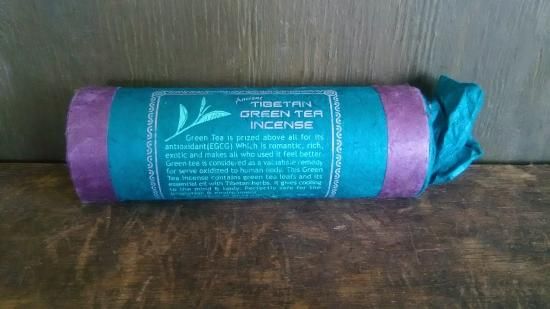 Ancient
TIBETAN
GREEN TEA
INCENSE
Green Tea is prized above all for its
antioxidant(EGCG) Which is romantic, rich,
exotic and makes all who used it feel better.
Green tea is considered as a valuable remedy
for serve oxidized to human body. This Green
Tea Incense contains green tea leafs and its
essential oil with Tibetan herbs. It gives cooling
to the mind & body. Perfectly safe for the